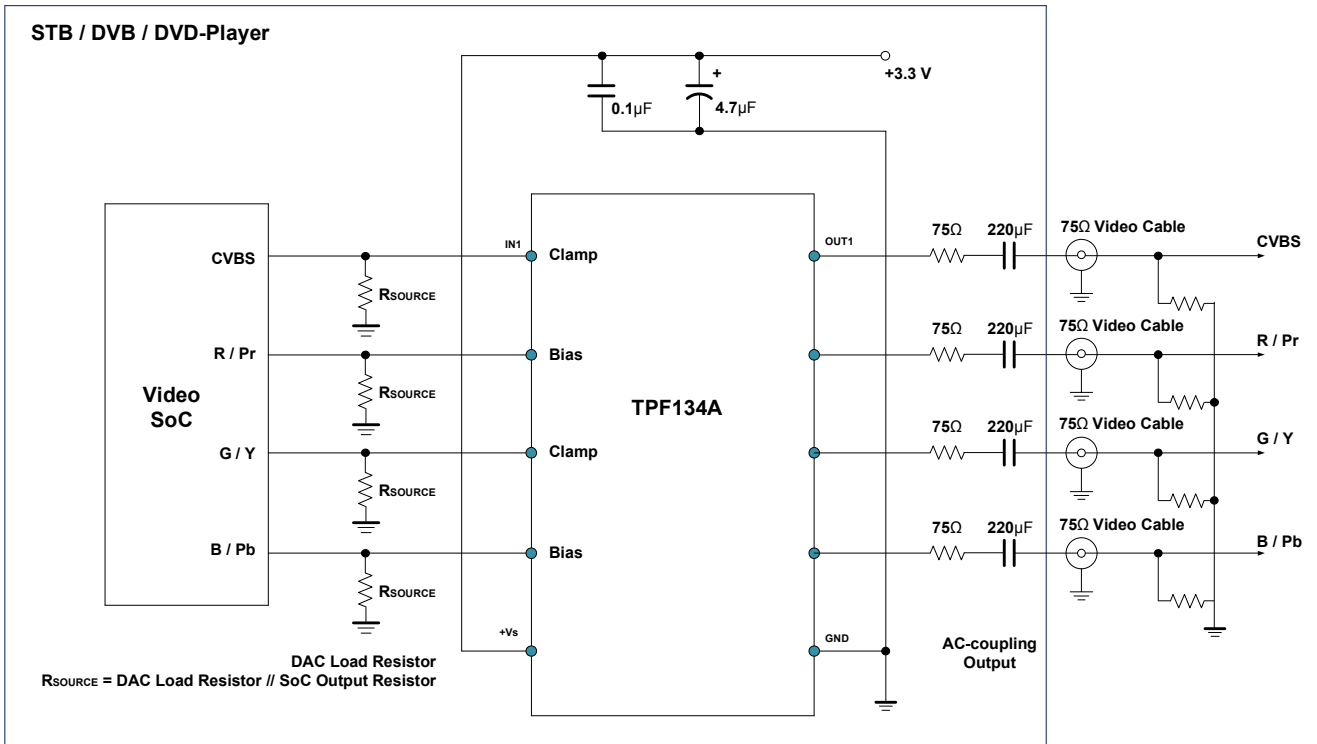 STB / DVB / DVD-Player
+
+3.3 V
0.1µF
4.7µF
75Ω
220µF
75Ω Video Cable
CVBS
IN1
Clamp
OUT1
CVBS
RSOURCE
75Ω
220µF
75Ω Video Cable
R / Pr
Bias
R / Pr
Video
SoC
RSOURCE
TPF134A
75Ω
220µF
75Ω Video Cable
G / Y
Clamp
G / Y
RSOURCE
75Ω
220µF
75Ω Video Cable
B / Pb
Bias
B / Pb
RSOURCE
+Vs
GND
AC-coupling
Output
DAC Load Resistor
RSOURCE = DAC Load Resistor // SoC Output Resistor